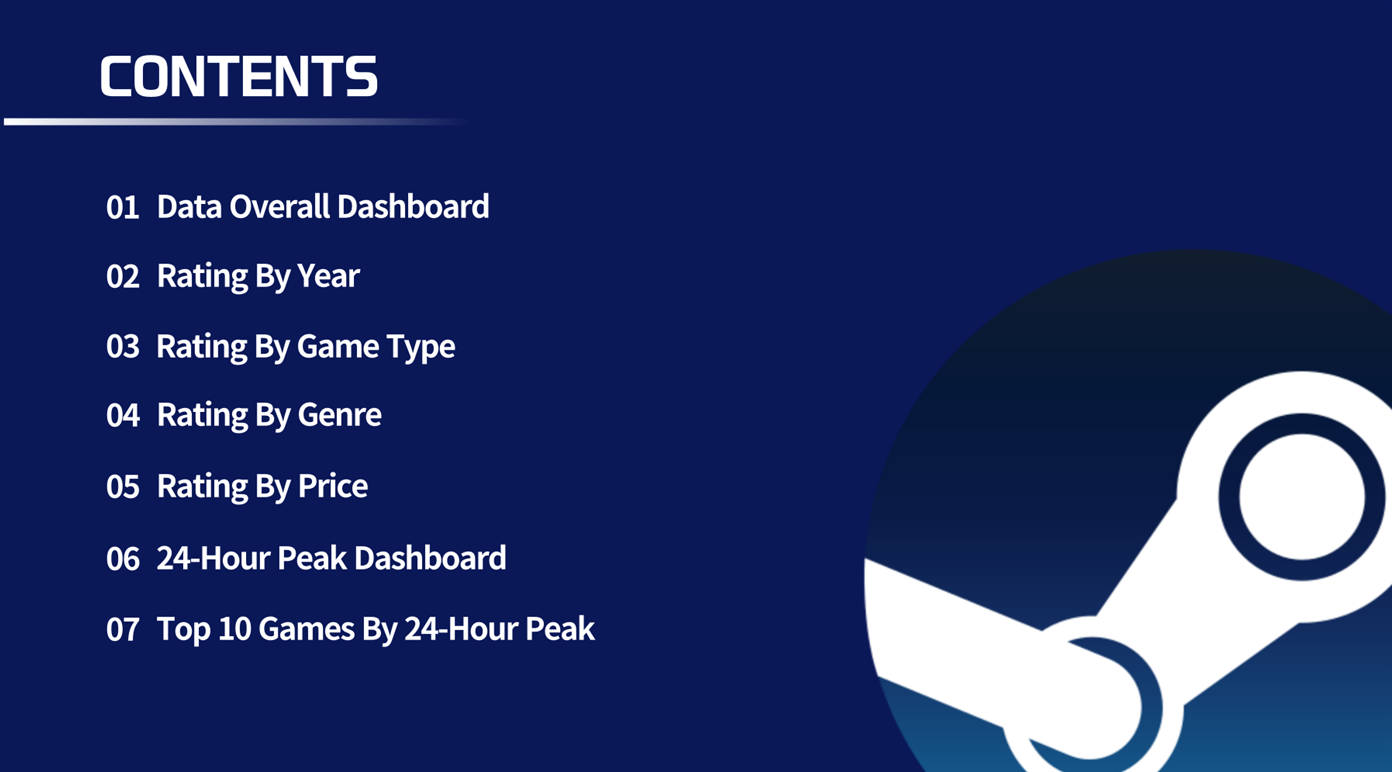 CONTENTS
01 Data Overall Dashboard
02 Rating By Year
03 Rating By Game Type
04 Rating By Genre
05 Rating By Price
06 24-Hour Peak Dashboard
07 Top 10 Games By 24-Hour Peak